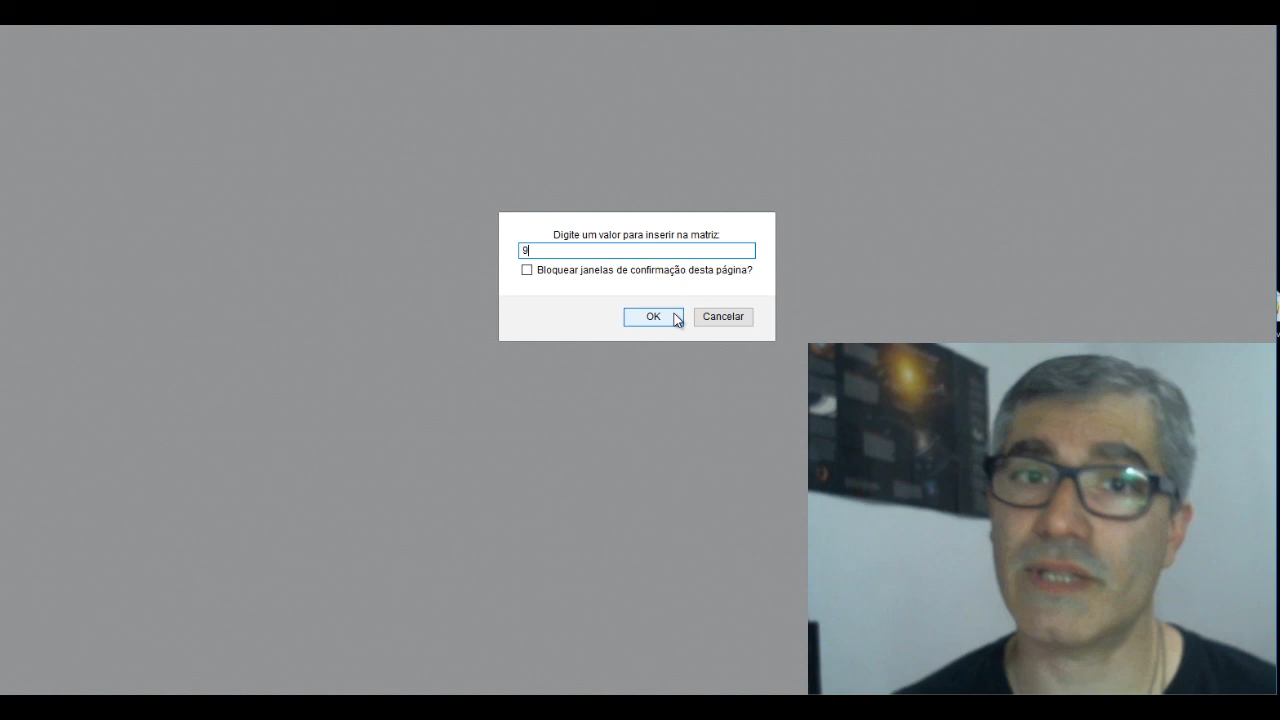 Digite um valor para inserir na matriz:
9
Bloquear janelas de confirmação desta página?
OK
Cancelar